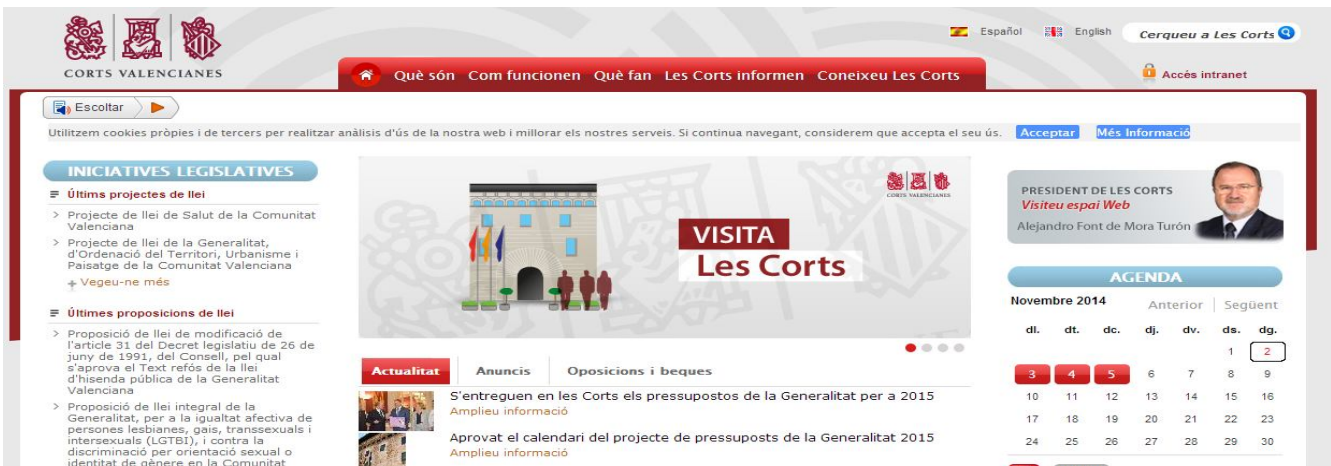 CORTS VALENCIANES
Español
English
Cerqueu a Les Corts
Què són Com funcionen Què fan Les Corts informen Coneixeu Les Corts
Accés intranet
Escoltar
Utilitzem cookies pròpies i de tercers per realitzar anàlisis d'ús de la nostra web i millorar els nostres serveis. Si continua navegant, considerem que accepta el seu ús. Acceptar Més Informació
INICIATIVES LEGISLATIVES
Últims projectes de llei
> Projecte de llei de Salut de la Comunitat
Valenciana
> Projecte de llei de la Generalitat,
d'Ordenació del Territori, Urbanisme i
Paisatge de la Comunitat Valenciana
+ Vegeu-ne més
Últimes proposicions de llei
> Proposició de llei de modificació de
l'article 31 del Decret legislatiu de 26 de
juny de 1991, del Consell, pel qual
s'aprova el Text refós de la llei
d'hisenda pública de la Generalitat
Valenciana
> Proposició de llei integral de la
Generalitat, per a la igualtat afectiva de
persones lesbianes, gais, transsexuals i
intersexuals (LGTBI), i contra la
discriminació per orientació sexual o
identitat de gènere en la Comunitat
CORTS VALENCIANES
VISITA
Les Corts
Actualitat Anuncis Oposicions i beques
S'entreguen en les Corts els pressupostos de la Generalitat per a 2015
Amplieu informació
Aprovat el calendari del projecte de pressuposts de la Generalitat 2015
Amplieu informació
PRESIDENT DE LES CORTS
Visiteu espai Web
Alejandro Font de Mora Turón
AGENDA
Novembre 2014 Anterior | Següent
dl. dt. dc. dj. dv. ds. dg.
1 2
3 4 5 6 7 8 9
10 11 12 13 14 15 16
17 18 19 20 21 22 23
24 25 26 27 28 29 30